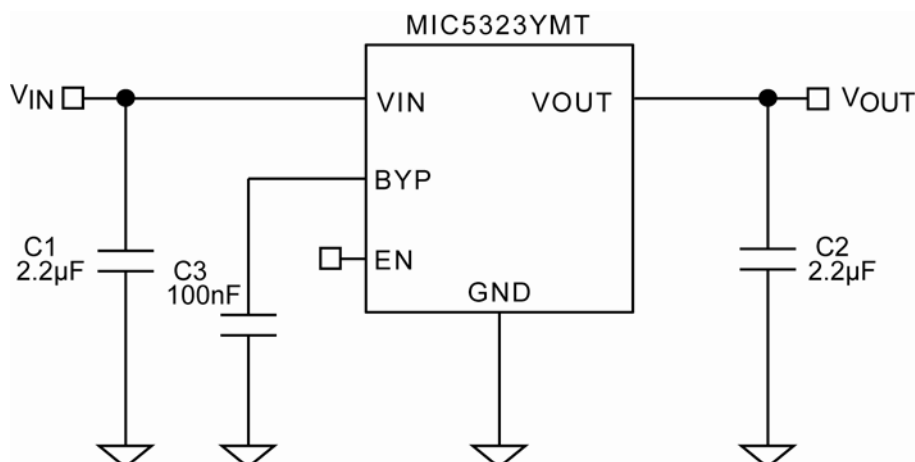 MIC5323YMT
VIN
VIN
VOUT
VOUT
BYP
C1
2.2µF
C3
100nF
EN
GND
C2
2.2µF